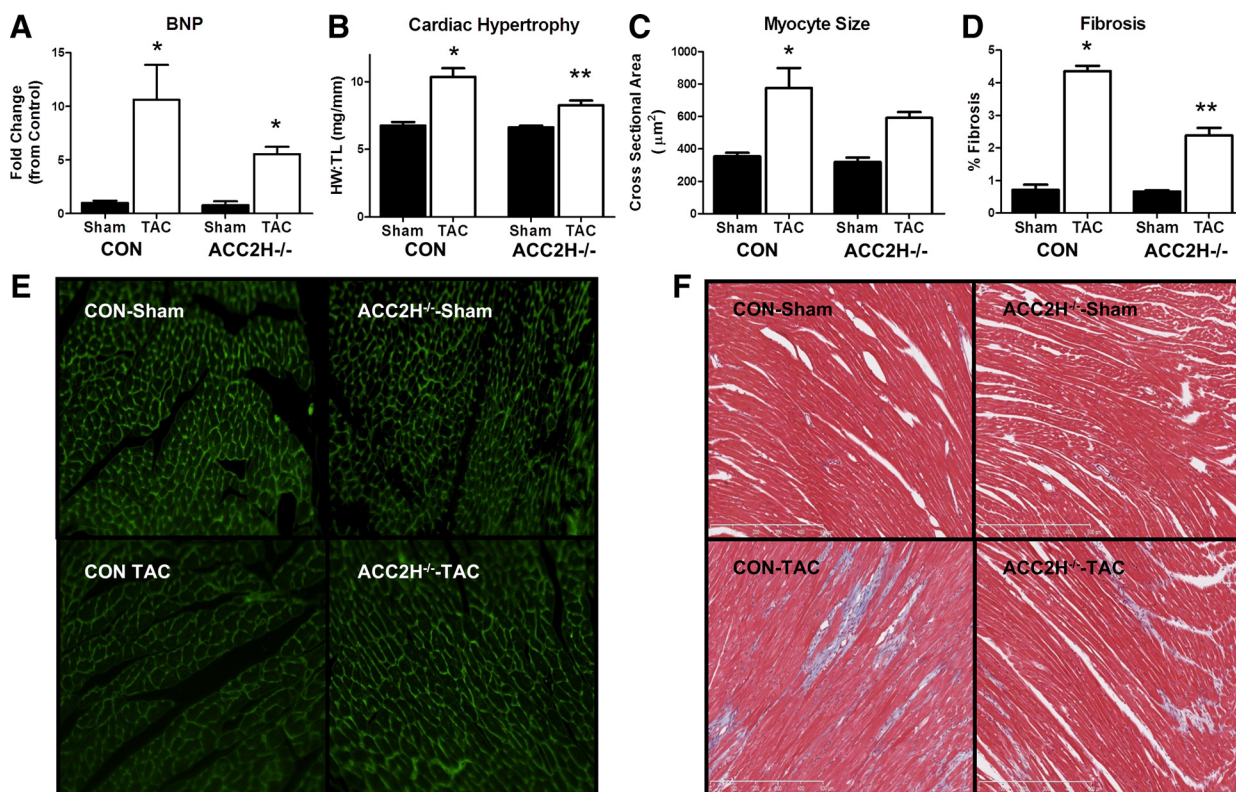 A
BNP
Fold Change
(from Control)
15
10
5
0
*
*
Sham TAC Sham TAC
CON ACC2H-/-
B
Cardiac Hypertrophy
HW:TL (mg/mm)
10
5
0
*
**
Sham TAC Sham TAC
CON ACC2H-/-
C
Myocyte Size
Cross Sectional Area
( μm²)
1000
800
600
400
200
0
*
Sham TAC Sham TAC
CON ACC2H-/-
D
Fibrosis
% Fibrosis
5
4
3
2
1
0
*
**
Sham TAC Sham TAC
CON ACC2H-/-
E
CON-Sham
ACC2H-/--Sham
CON TAC
ACC2H-/--TAC
F
CON-Sham
ACC2H-/--Sham
CON-TAC
ACC2H-/--TAC